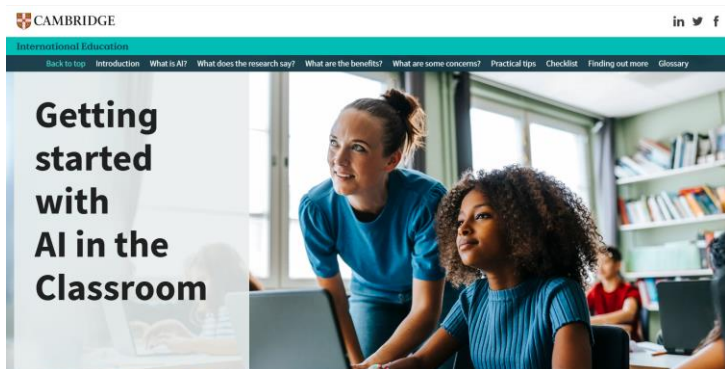 CAMBRIDGE
International Education
Back to top Introduction What is AI? What does the research say? What are the benefits? What are some concerns? Practical tips Checklist Finding out more Glossary
Getting
started
with
AI in the
Classroom